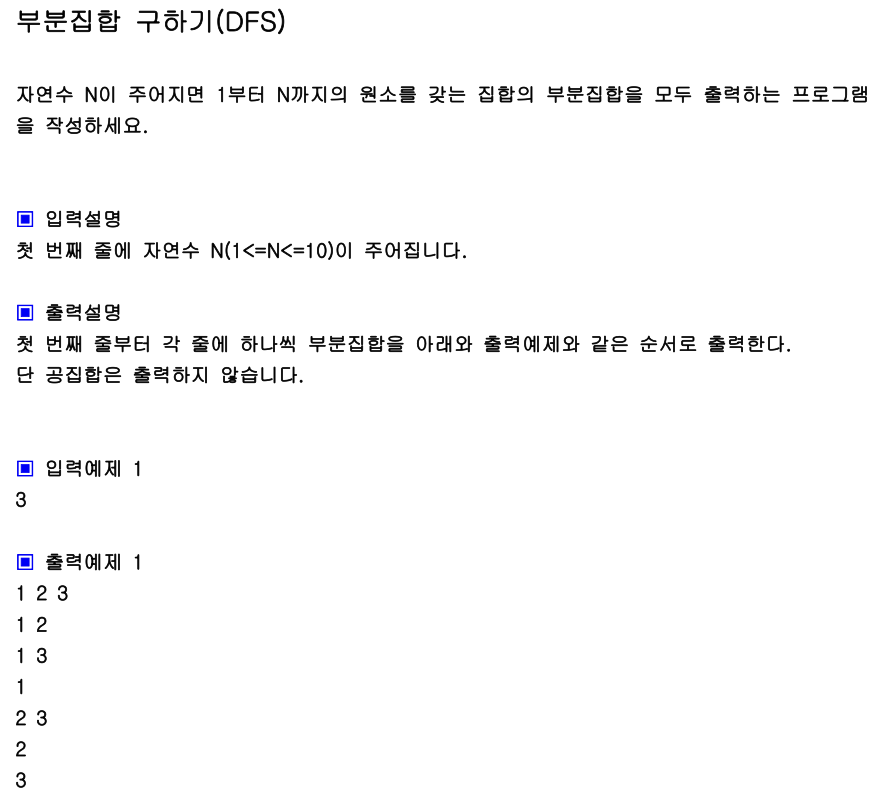 부분집합 구하기(DFS)
자연수 N이 주어지면 1부터 N까지의 원소를 갖는 집합의 부분집합을 모두 출력하는 프로그램
을 작성하세요.
▣ 입력설명
첫 번째 줄에 자연수 N(1<=N<=10)이 주어집니다.
▣ 출력설명
첫 번째 줄부터 각 줄에 하나씩 부분집합을 아래와 출력예제와 같은 순서로 출력한다.
단 공집합은 출력하지 않습니다.
▣ 입력예제 1
3
▣ 출력예제 1
1 2 3
1 2
1 3
1
2 3
2
3